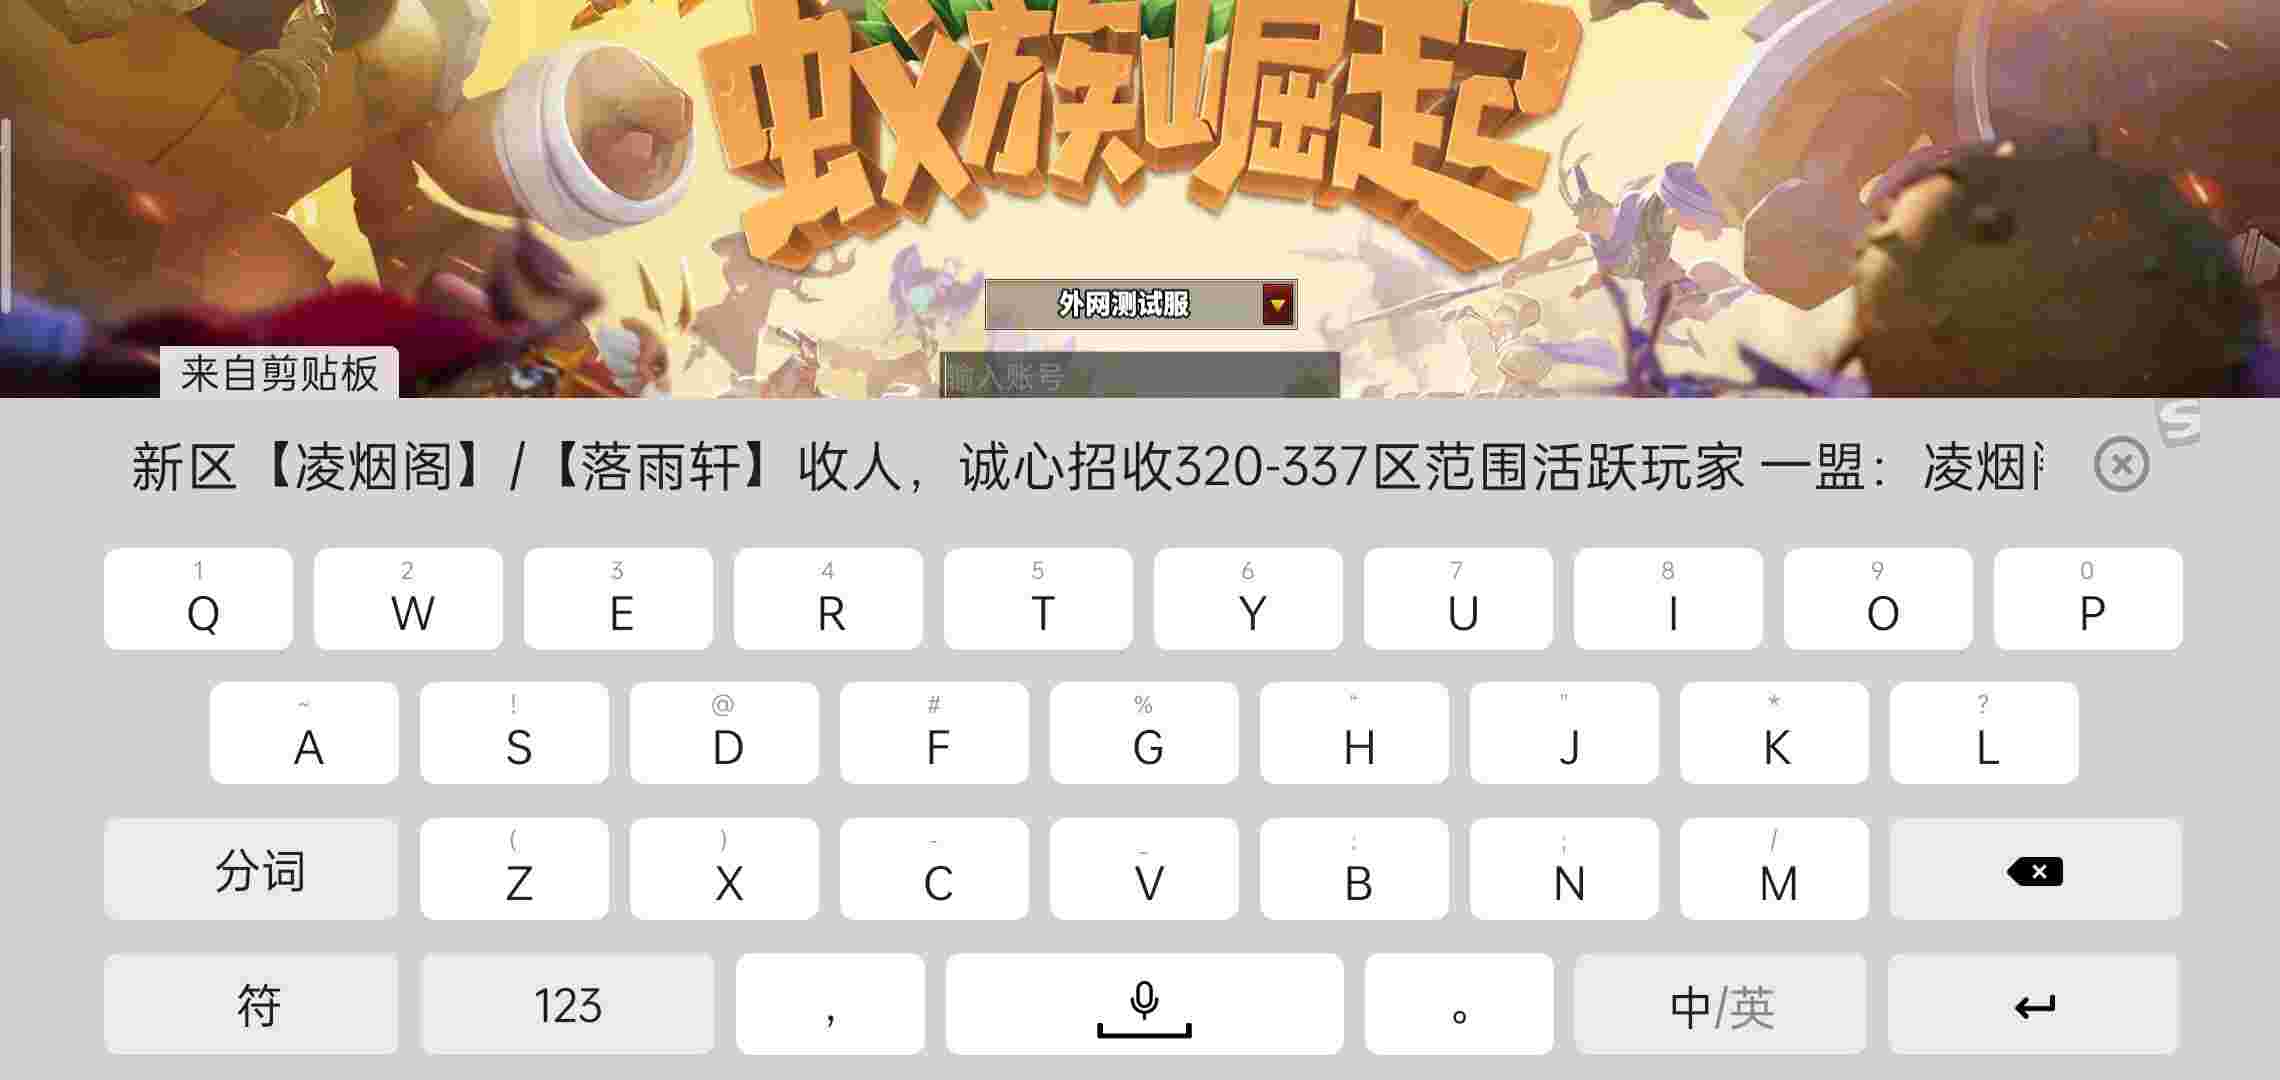 蚁族崛起
外网测试服
输入账号
来自剪贴板
新区【凌烟阁】/【落雨轩】收人，诚心招收320-337区范围活跃玩家 一盟：凌烟
1 2 3 4 5 6 7 8 9 0
Q W E R T Y U I O P
~ ! @ # % “ " * ?
A S D F G H J K L
( ) - _ : ; /
分词 Z X C V B N M
符 123 ， 。 中/英